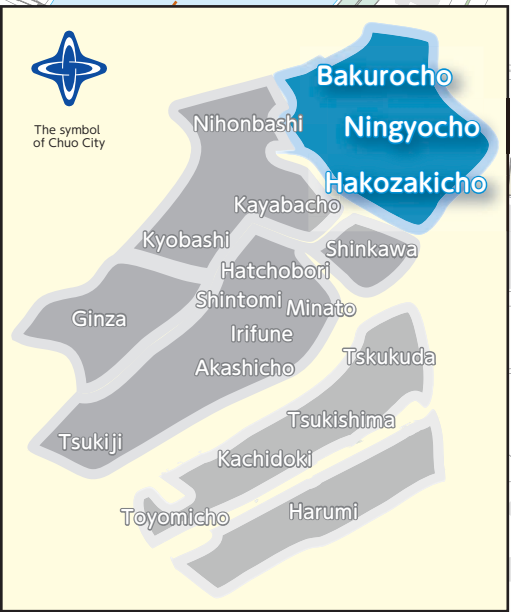 Bakurocho
The symbol
of Chuo City
Nihonbashi
Ningyocho
Hakozakicho
Kayabacho
Kyobashi
Shinkawa
Hatchobori
Shintomi
Minato
Ginza
Irifune
Tskukuda
Akashicho
Tsukishima
Tsukiji
Kachidoki
Toyomicho
Harumi